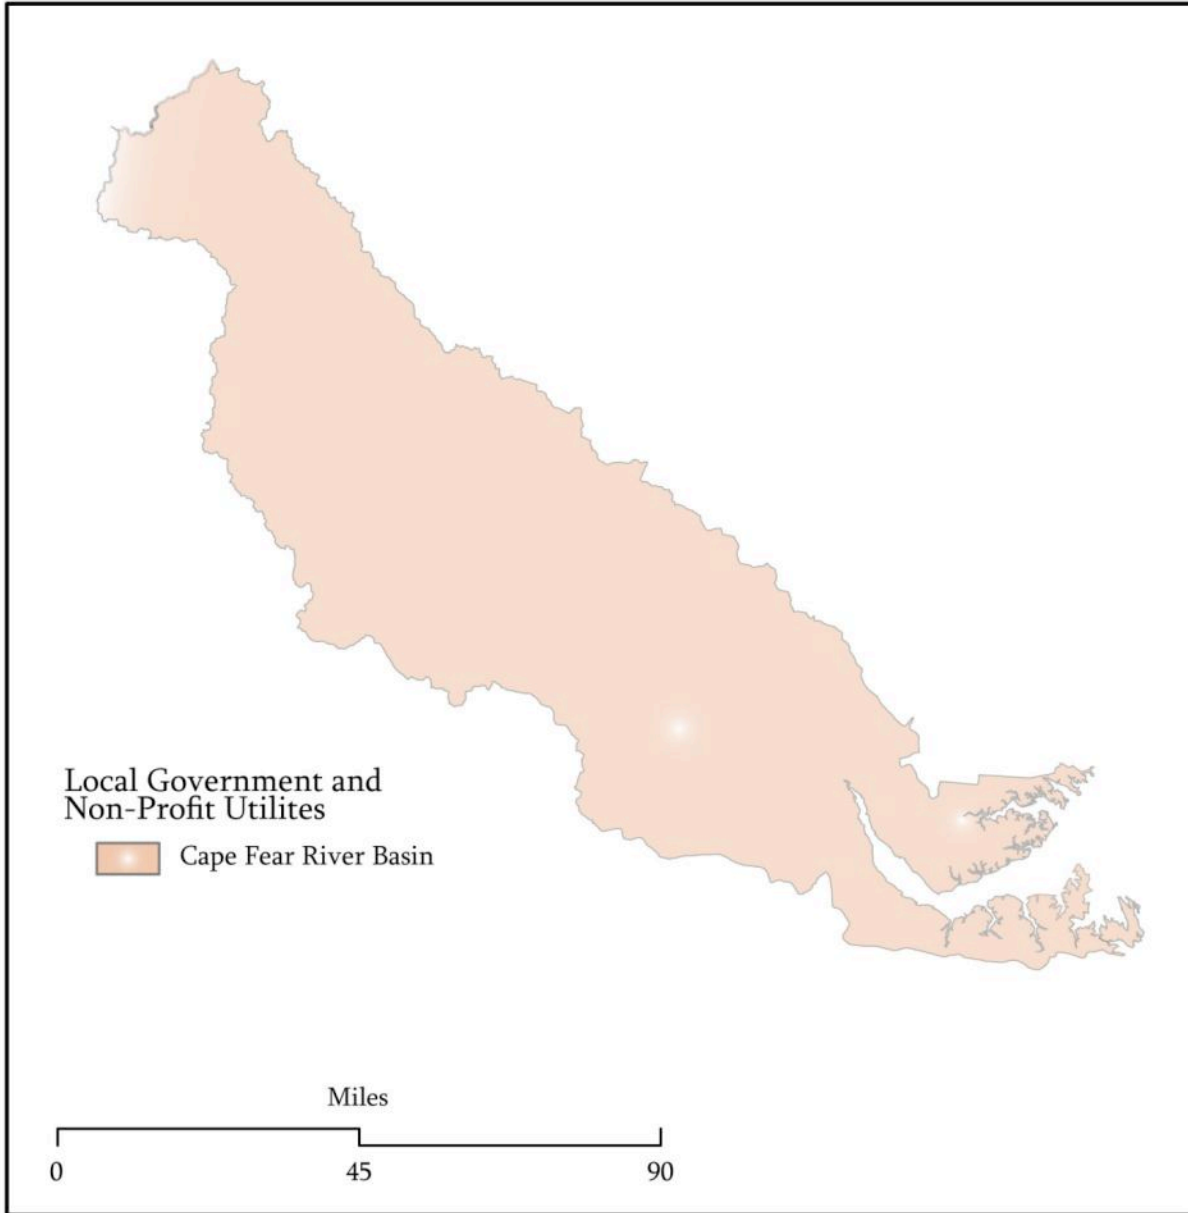 Local Government and
Non-Profit Utilites
Cape Fear River Basin
Miles
0 45 90